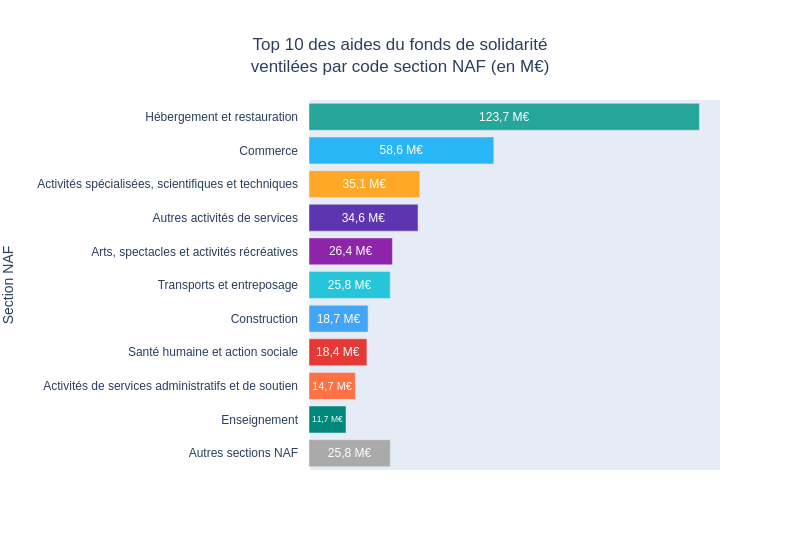 Top 10 des aides du fonds de solidarité
ventilées par code section NAF (en M€)
Section NAF
Hébergement et restauration 123,7 M€
Commerce 58,6 M€
Activités spécialisées, scientifiques et techniques 35,1 M€
Autres activités de services 34,6 M€
Arts, spectacles et activités récréatives 26,4 M€
Transports et entreposage 25,8 M€
Construction 18,7 M€
Santé humaine et action sociale 18,4 M€
Activités de services administratifs et de soutien 14,7 M€
Enseignement 11,7 M€
Autres sections NAF 25,8 M€